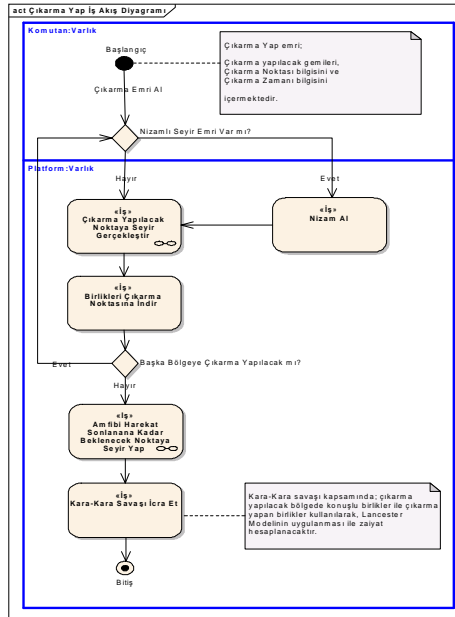 act Çıkarma Yap İş Akış Diyagramı
Komutan:Varlık
Başlangıç
Çıkarma Yap emri;
Çıkarma yapılacak gemileri,
Çıkarma Noktası bilgisini ve
Çıkarma Zamanı bilgisini
içermektedir.
Çıkarma Emri Al
Nizamlı Seyir Emri Var mı?
Platform:Varlık
Hayır
Evet
«İş»
Çıkarma Yapılacak
Noktaya Seyir
Gerçekleştir
«İş»
Nizam Al
«İş»
Birlikleri Çıkarma
Noktasına İndir
Evet
Başka Bölgeye Çıkarma Yapılacak mı?
Hayır
«İş»
Amfibi Harekat
Sonlanana Kadar
Beklenecek Noktaya
Seyir Yap
«İş»
Kara-Kara Savaşı İcra Et
Kara-Kara savaşı kapsamında; çıkarma
yapılacak bölgede konuşlu birlikler ile çıkarma
yapan birlikler kullanılarak, Lancester
Modelinin uygulanması ile zaiyat
hesaplanacaktır.
Bitiş